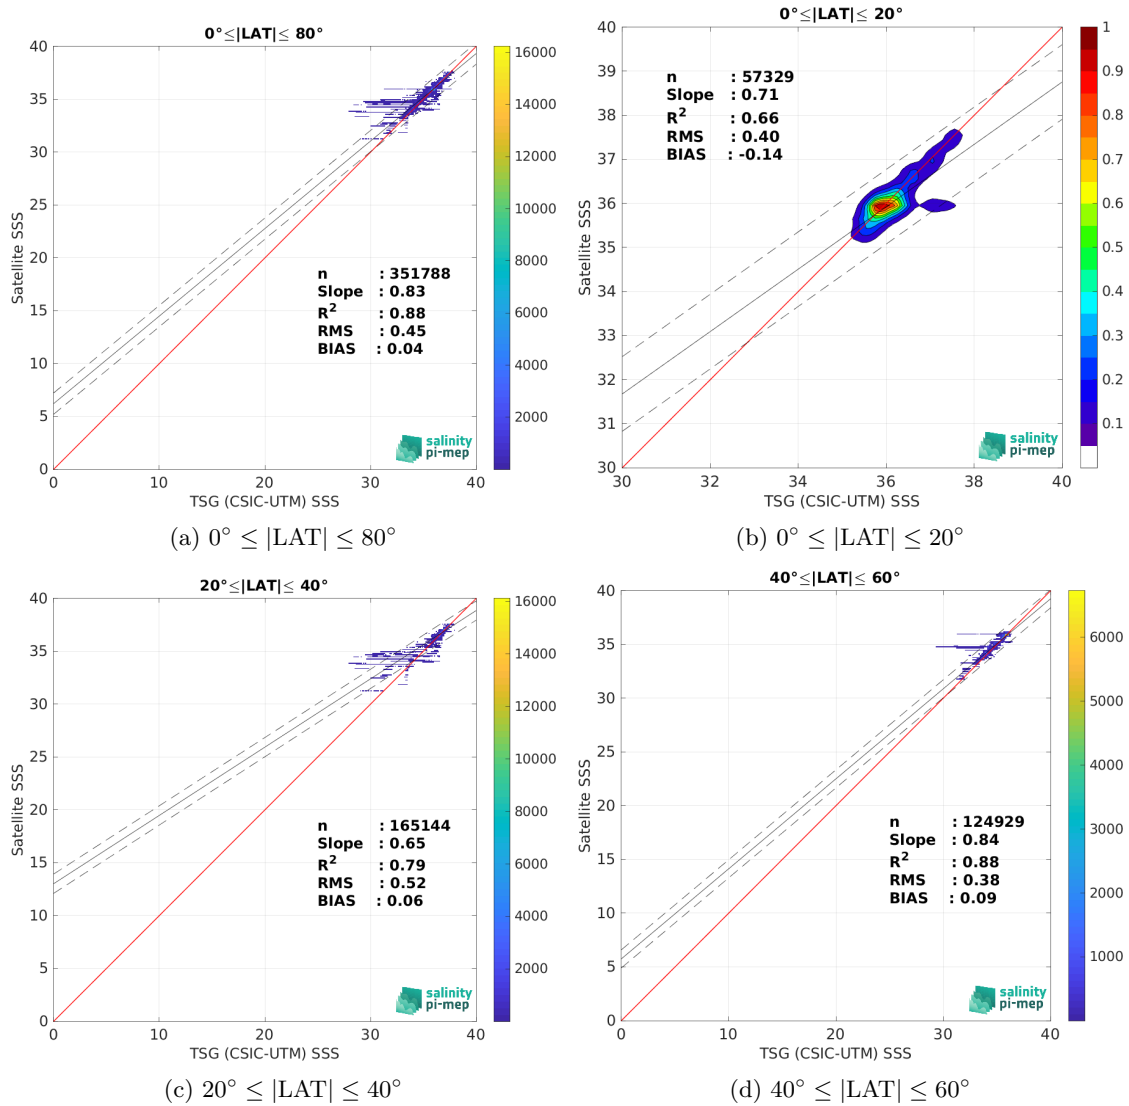 0°≤|LAT|≤ 80°
40
35
30
25
20
15
10
5
0
Satellite SSS
n : 351788
Slope : 0.83
R² : 0.88
RMS : 0.45
BIAS : 0.04
salinity
pi-mep
0 10 20 30 40
TSG (CSIC-UTM) SSS
16000
14000
12000
10000
8000
6000
4000
2000
(a) 0° ≤ |LAT| ≤ 80°
0°≤|LAT|≤ 20°
40
39
38
37
36
35
34
33
32
31
30
Satellite SSS
n : 57329
Slope : 0.71
R² : 0.66
RMS : 0.40
BIAS : -0.14
salinity
pi-mep
30 32 34 36 38 40
TSG (CSIC-UTM) SSS
1
0.9
0.8
0.7
0.6
0.5
0.4
0.3
0.2
0.1
(b) 0° ≤ |LAT| ≤ 20°
20°≤|LAT|≤ 40°
40
35
30
25
20
15
10
5
0
Satellite SSS
n : 165144
Slope : 0.65
R² : 0.79
RMS : 0.52
BIAS : 0.06
salinity
pi-mep
0 10 20 30 40
TSG (CSIC-UTM) SSS
16000
14000
12000
10000
8000
6000
4000
2000
(c) 20° ≤ |LAT| ≤ 40°
40°≤|LAT|≤ 60°
40
35
30
25
20
15
10
5
0
Satellite SSS
n : 124929
Slope : 0.84
R² : 0.88
RMS : 0.38
BIAS : 0.09
salinity
pi-mep
0 10 20 30 40
TSG (CSIC-UTM) SSS
6000
5000
4000
3000
2000
1000
(d) 40° ≤ |LAT| ≤ 60°